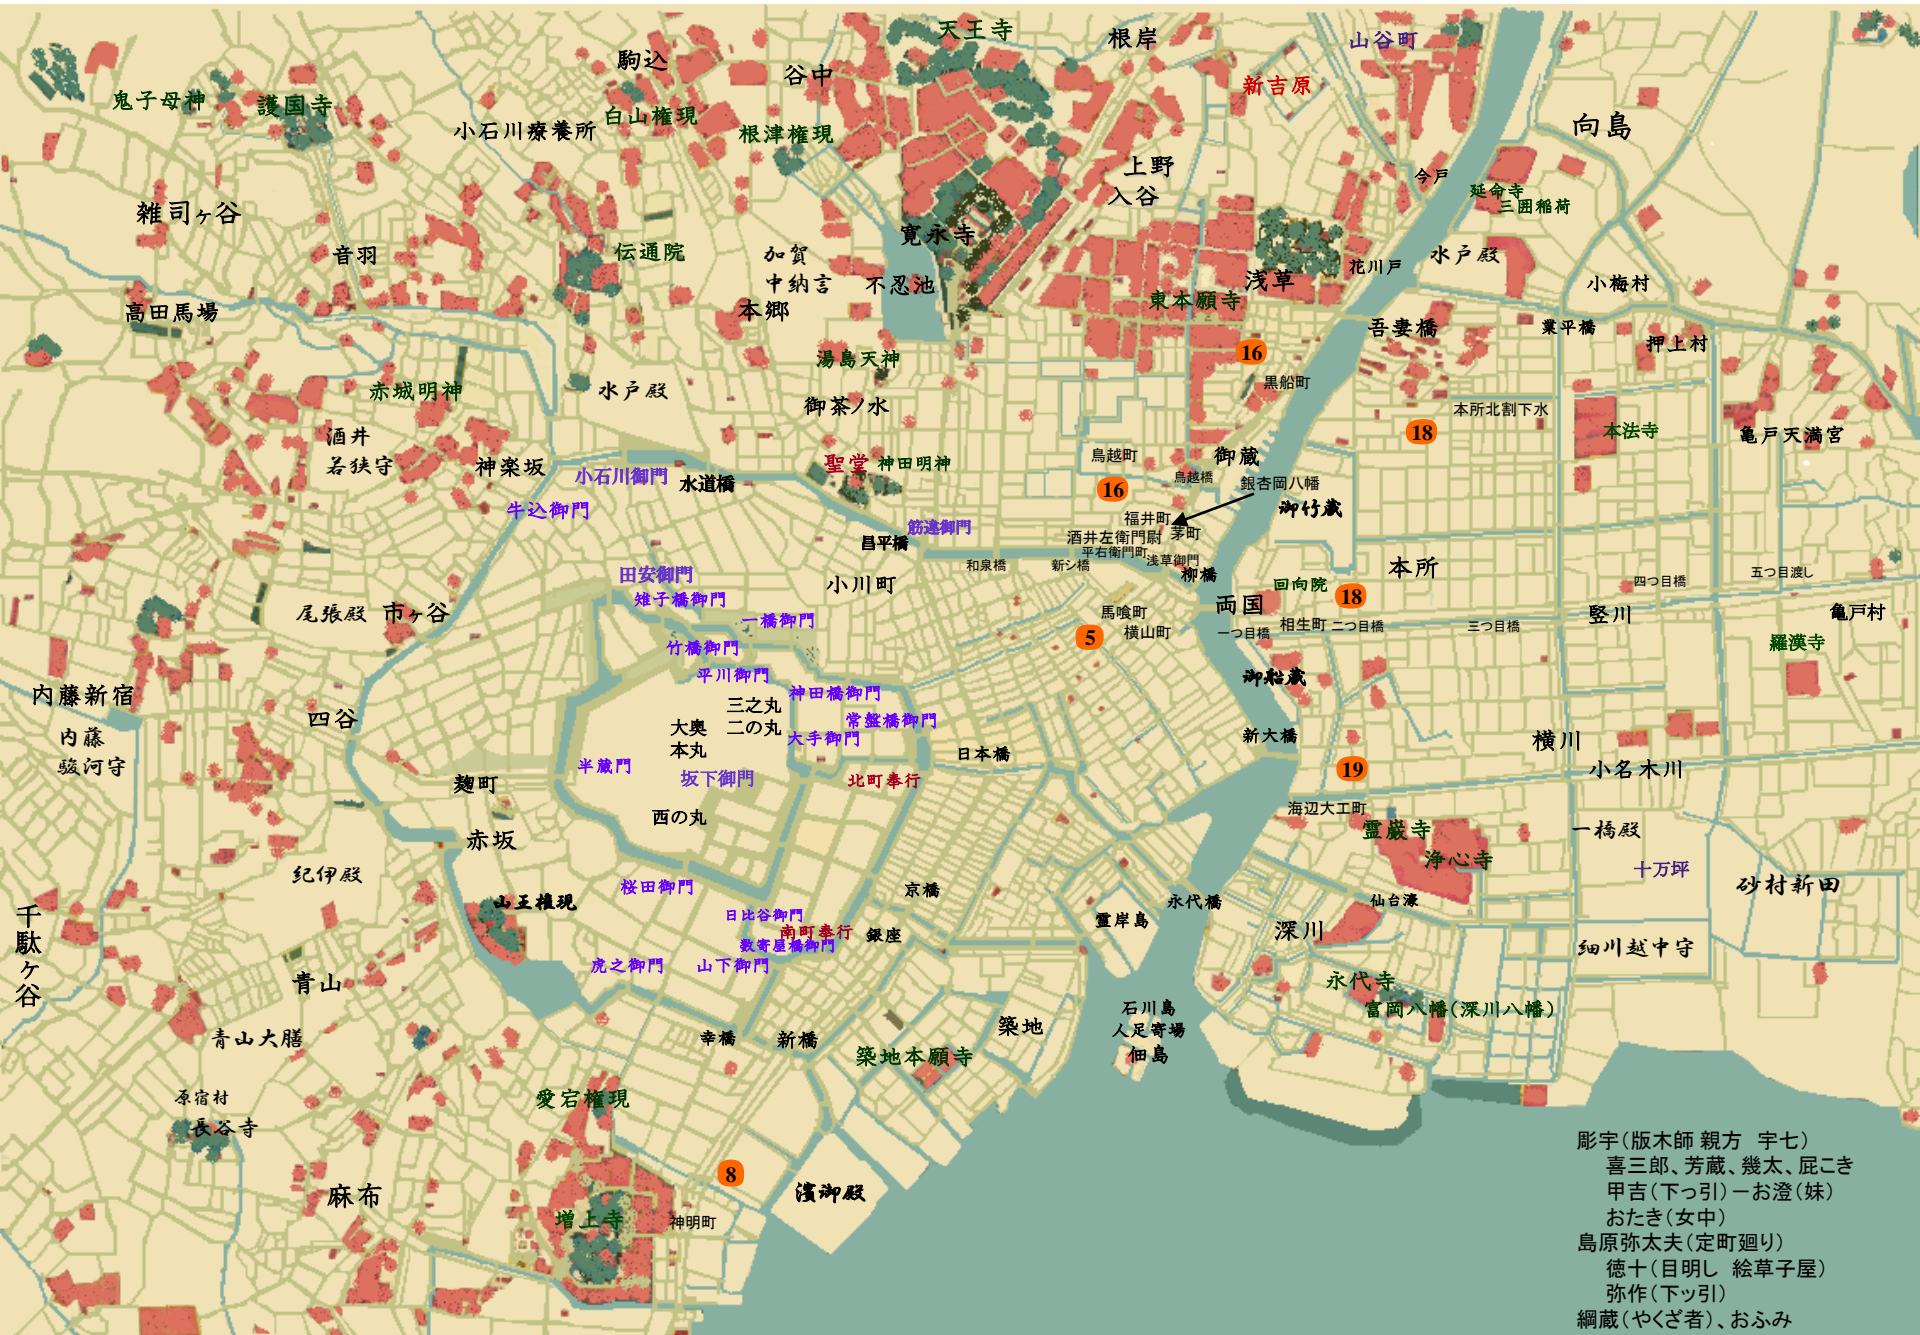 天王寺
根岸
山谷町
駒込
谷中
新吉原
鬼子母神
護国寺
白山権現
小石川療養所
根津権現
向島
上野
入谷
今戸
延命寺
三囲稲荷
雑司ヶ谷
音羽
伝通院
加賀
中納言
寛永寺
不忍池
本郷
浅草
花川戸
水戸殿
東本願寺
小梅村
高田馬場
吾妻橋
業平橋
押上村
湯島天神
16
黒船町
赤城明神
水戸殿
御茶ノ水
本所北割下水
18
本法寺
亀戸天満宮
酒井
若狭守
神楽坂
小石川御門
水道橋
聖堂
神田明神
鳥越町
御蔵
鳥越橋
銀杏岡八幡
16
牛込御門
筋違御門
昌平橋
福井町
茅町
御竹蔵
酒井左衛門尉
平右衛門町
浅草御門
和泉橋
新シ橋
柳橋
本所
田安御門
雉子橋御門
小川町
回向院
18
四つ目橋
五つ目渡し
尾張殿
市ヶ谷
一橋御門
馬喰町
横山町
両国
一つ目橋
相生町
二つ目橋
三つ目橋
竪川
亀戸村
竹橋御門
5
羅漢寺
平川御門
神田橋御門
御船蔵
内藤新宿
四谷
三之丸
大奥
二の丸
本丸
常盤橋御門
大手御門
日本橋
新大橋
横川
内藤
駿河守
半蔵門
坂下御門
北町奉行
19
小名木川
麹町
西の丸
海辺大工町
霊巌寺
一橋殿
赤坂
浄心寺
十万坪
紀伊殿
桜田御門
京橋
砂村新田
山王権現
日比谷御門
南町奉行
数寄屋橋御門
銀座
霊岸島
永代橋
仙台濠
深川
細川越中守
千駄ヶ谷
虎之御門
山下御門
青山
永代寺
富岡八幡(深川八幡)
石川島
人足寄場
佃島
青山大膳
幸橋
新橋
築地
築地本願寺
原宿村
長谷寺
愛宕権現
8
麻布
濱御殿
増上寺
神明町
彫宇(版木師 親方　宇七)
喜三郎、芳蔵、幾太、屁こき
甲吉(下っ引)ーお澄(妹)
おたき(女中)
島原弥太夫(定町廻り)
徳十(目明し　絵草子屋)
弥作(下ッ引)
綱蔵(やくざ者)、おふみ